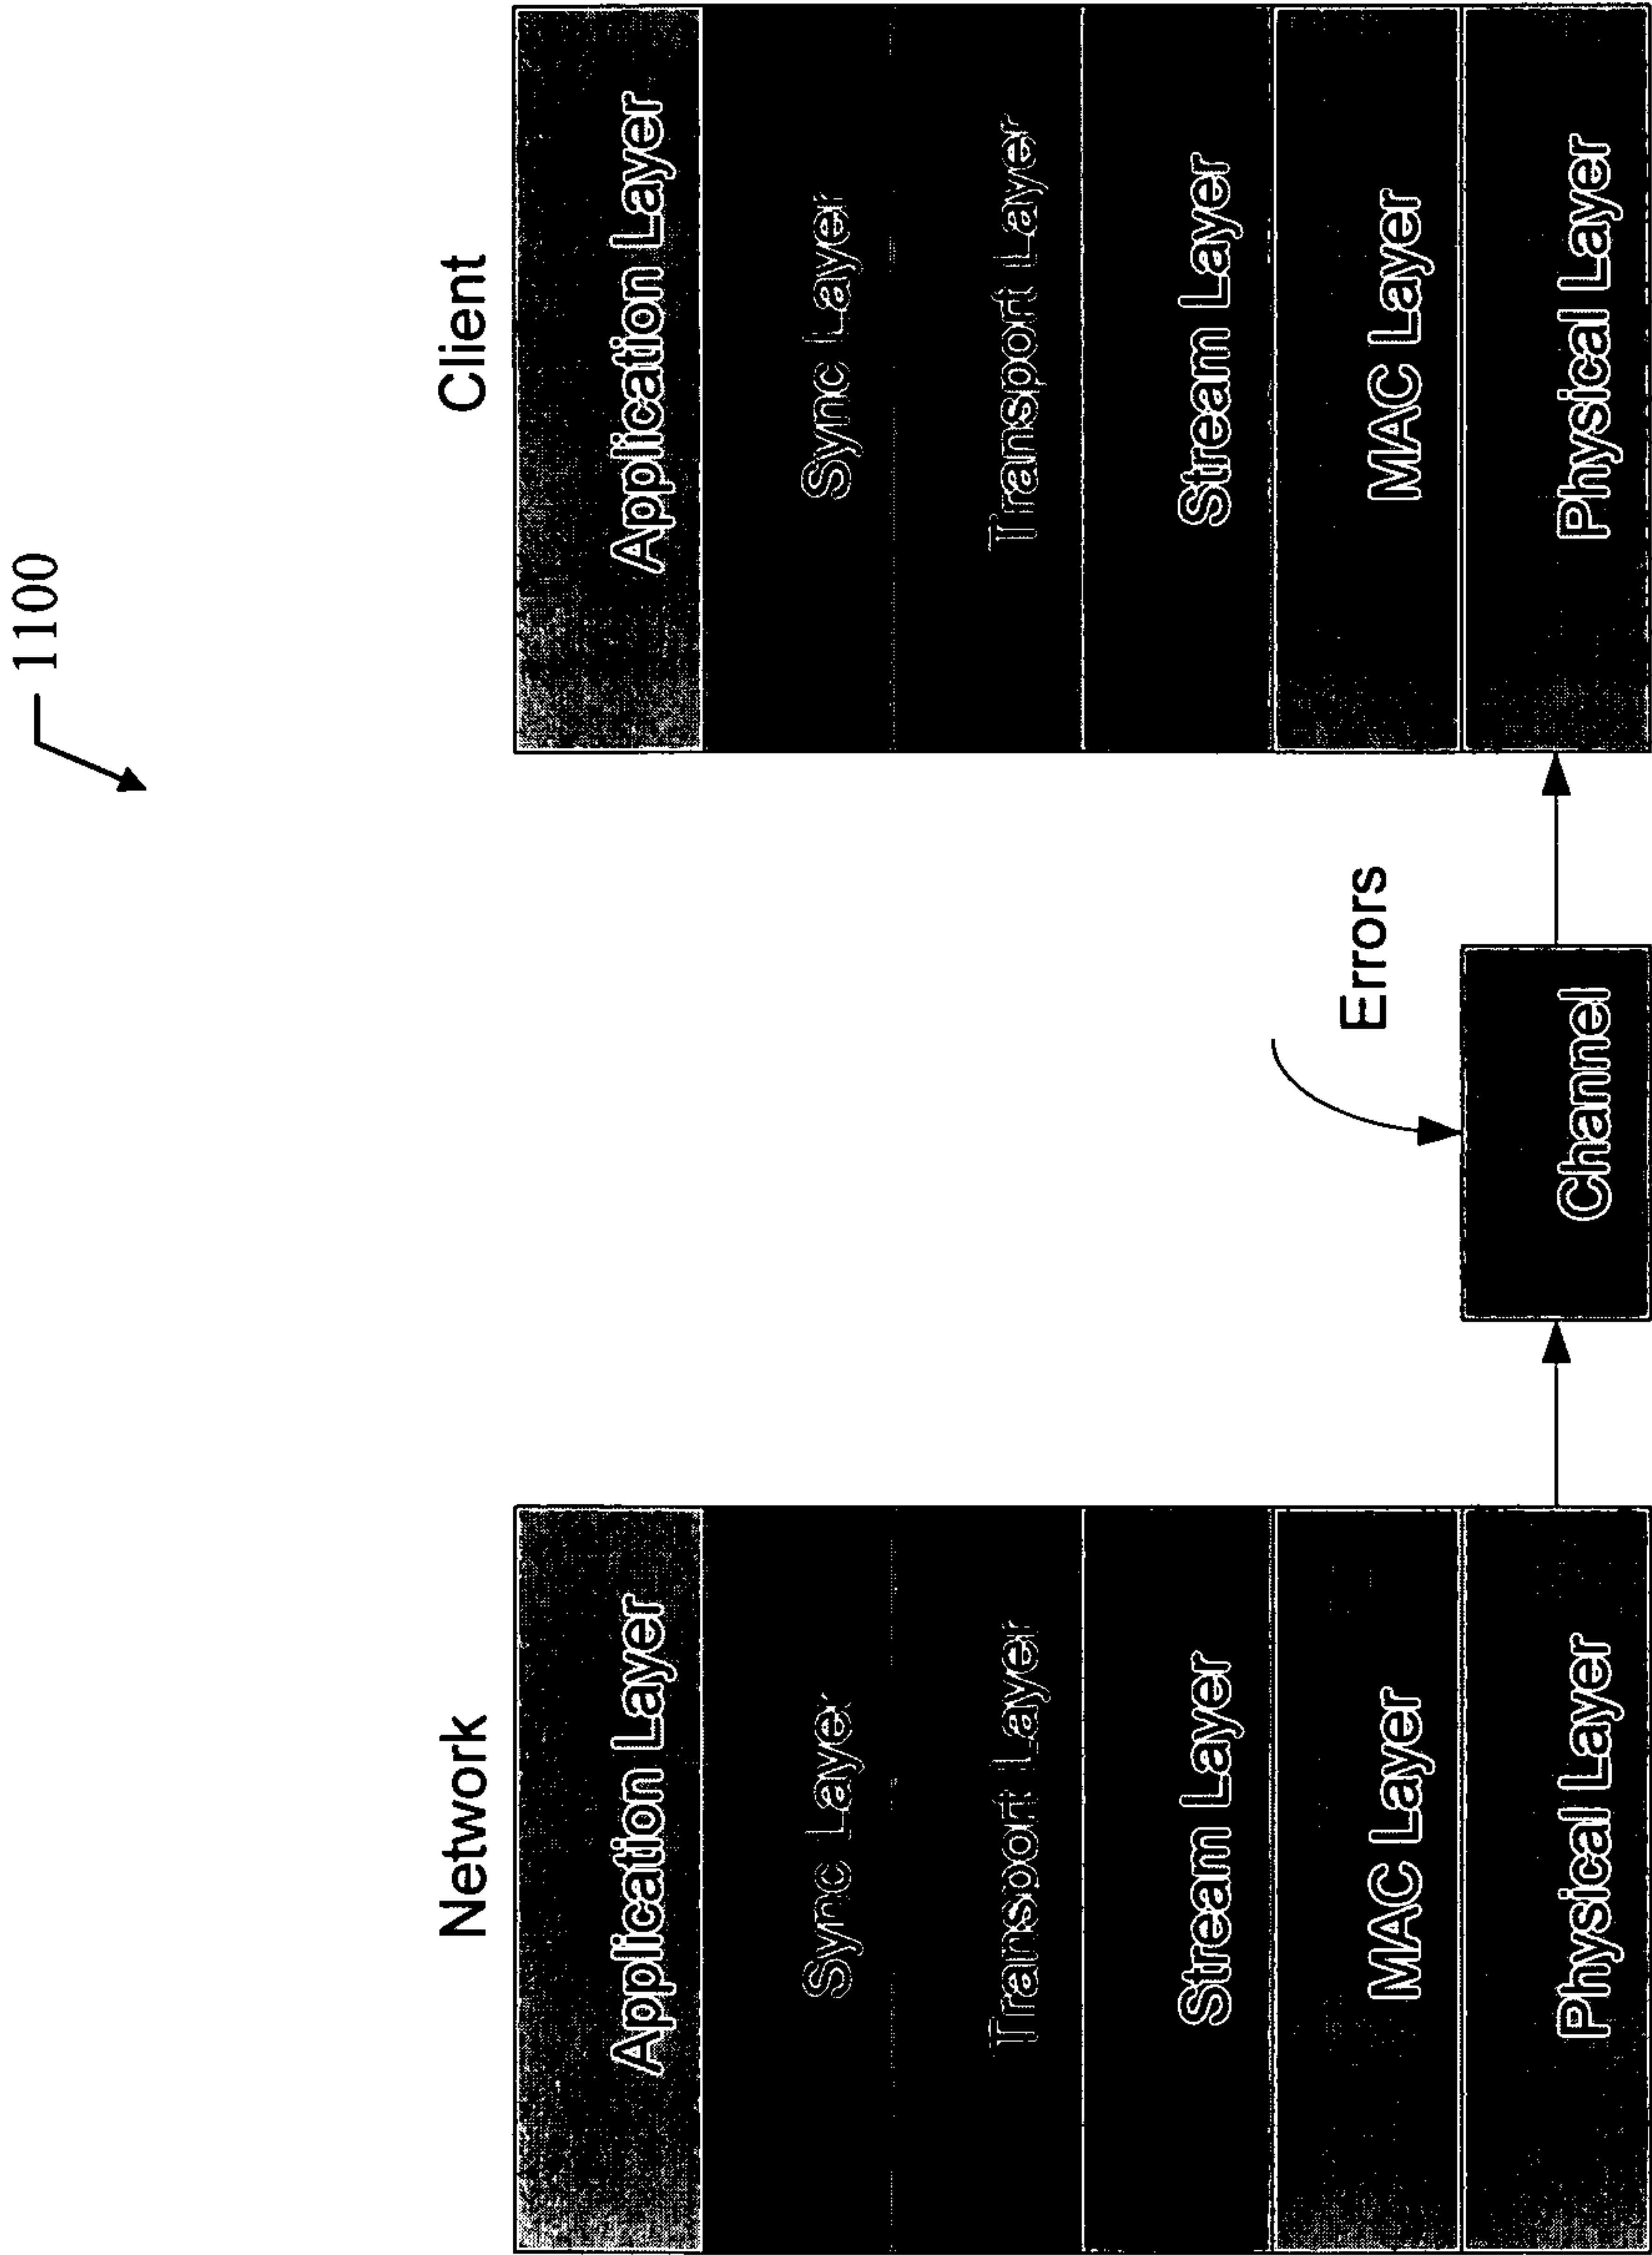 1100
Network
Application Layer
Sync Layer
Transport Layer
Stream Layer
MAC Layer
Physical Layer
Errors
Channel
Client
Application Layer
Sync Layer
Transport Layer
Stream Layer
MAC Layer
Physical Layer